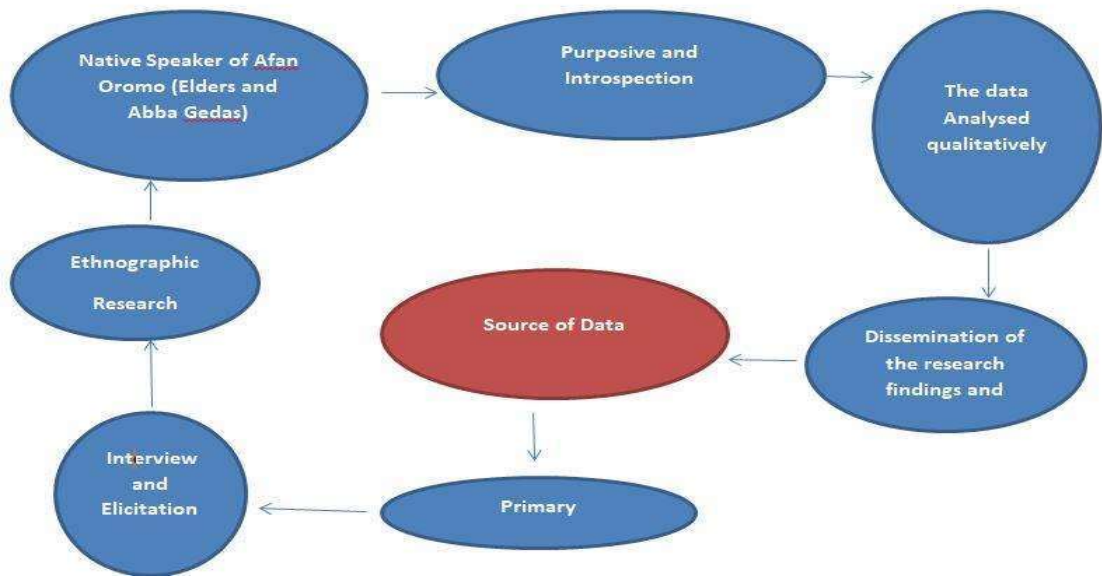 Native Speaker of Afan
Oromo (Elders and
Abba Gedas)
Purposive and
Introspection
The data
Analysed
qualitatively
Ethnographic
Research
Source of Data
Dissemination of
the research
findings and
Interview
and
Elicitation
Primary